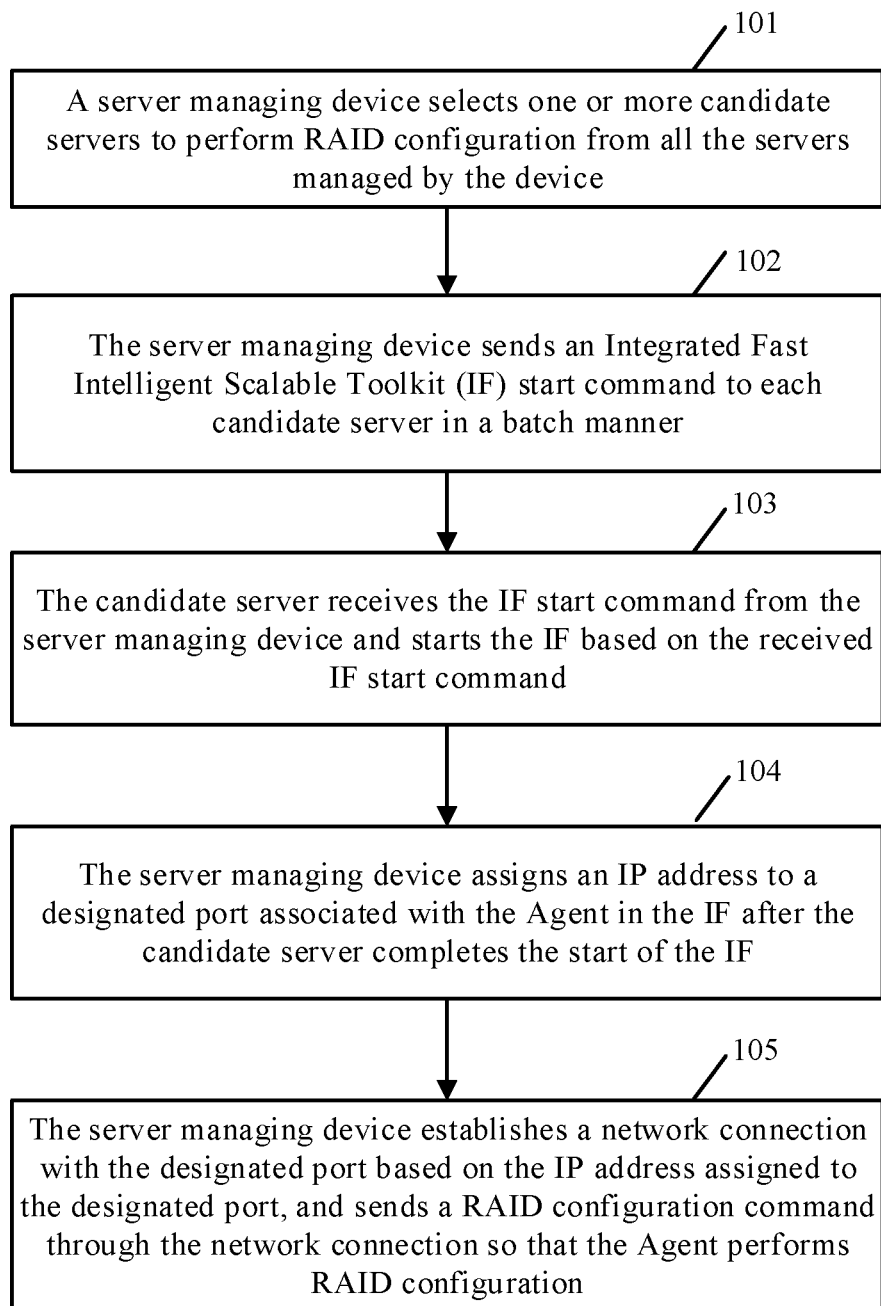 101
A server managing device selects one or more candidate
servers to perform RAID configuration from all the servers
managed by the device
102
The server managing device sends an Integrated Fast
Intelligent Scalable Toolkit (IF) start command to each
candidate server in a batch manner
103
The candidate server receives the IF start command from the
server managing device and starts the IF based on the received
IF start command
104
The server managing device assigns an IP address to a
designated port associated with the Agent in the IF after the
candidate server completes the start of the IF
105
The server managing device establishes a network connection
with the designated port based on the IP address assigned to
the designated port, and sends a RAID configuration command
through the network connection so that the Agent performs
RAID configuration